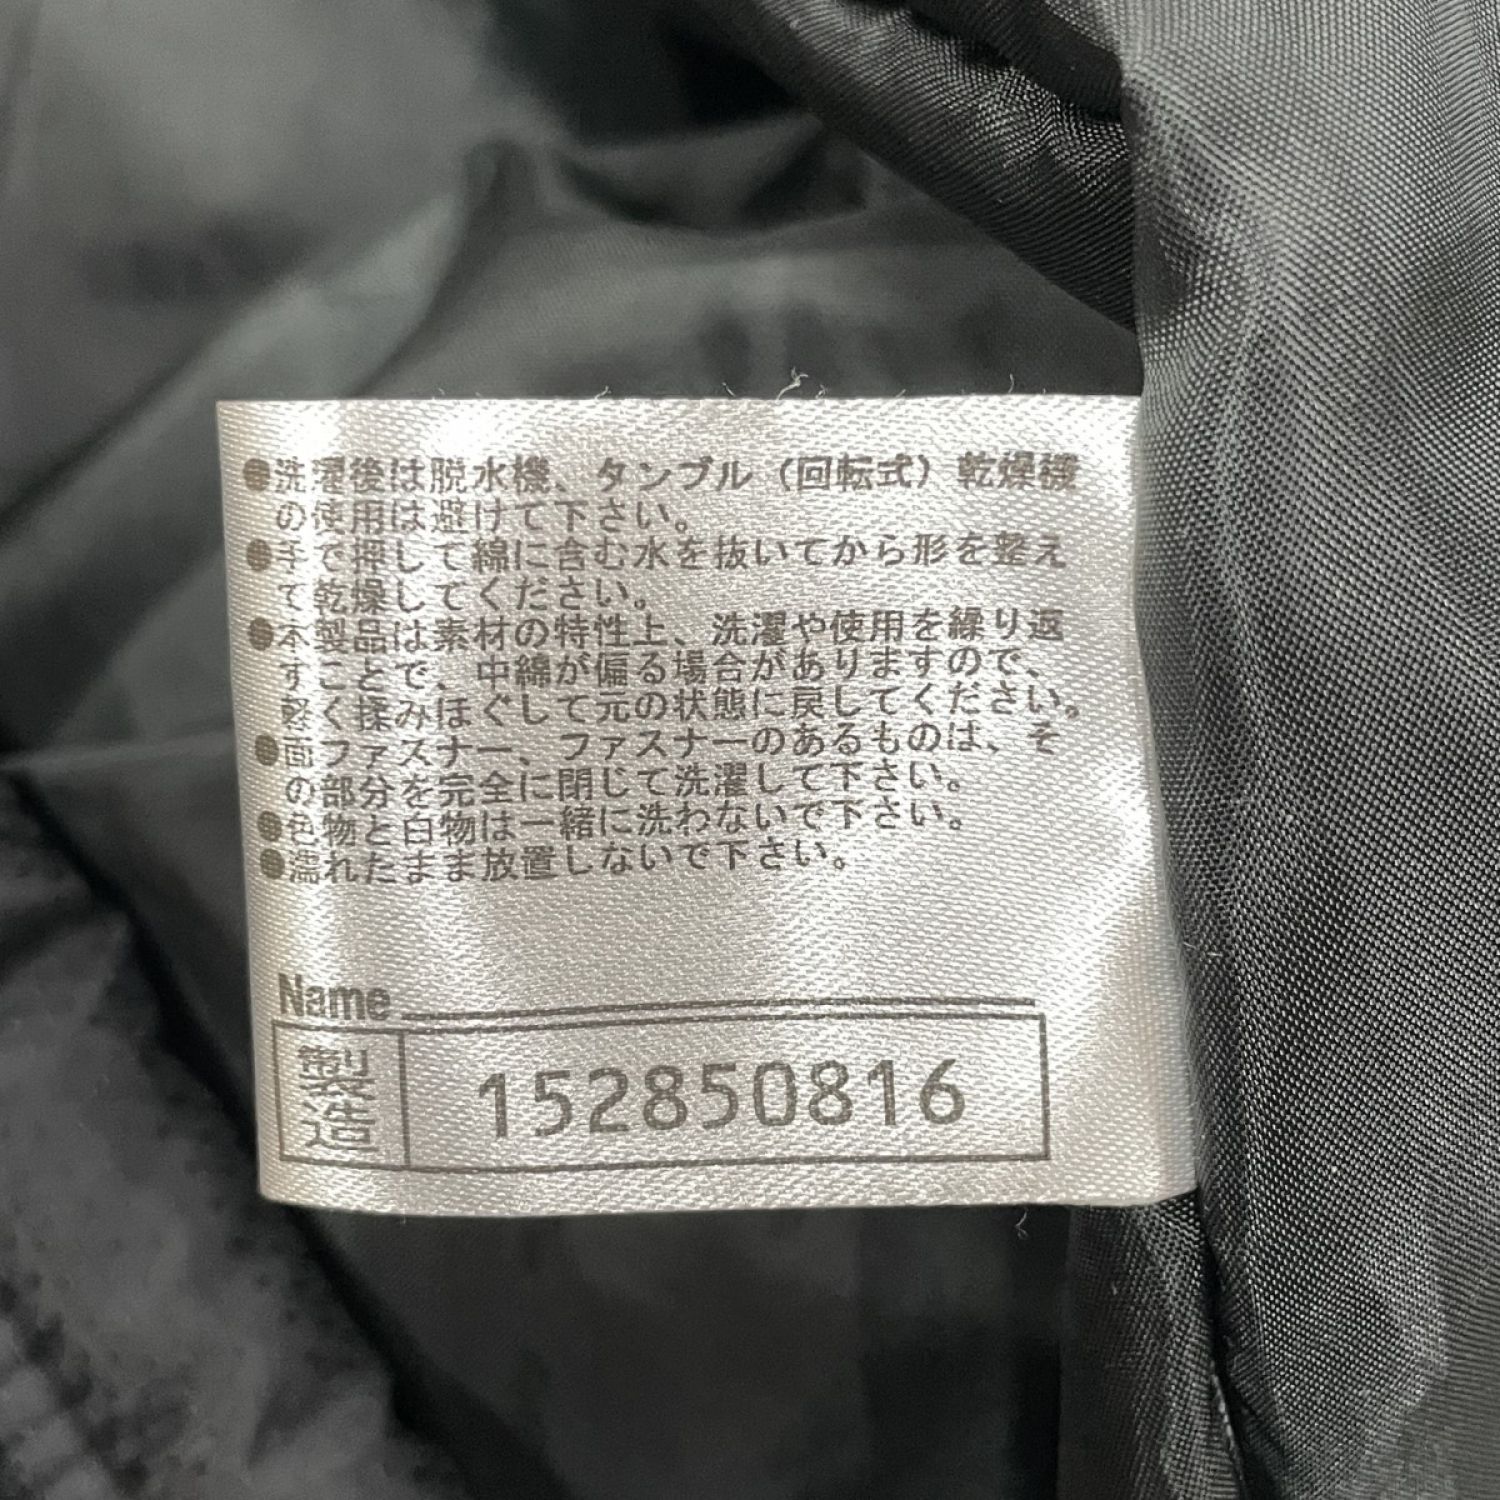 ●洗濯後は脱水機、タンブル（回転式）乾燥機
の使用は避けて下さい。
●手で押して綿に含む水を抜いてから形を整え
て乾燥してください。
●本製品は素材の特性上、洗濯や使用を繰り返
すことで、中綿が偏る場合がありますので、
軽く揉みほぐして元の状態に戻してください。
●面ファスナー、ファスナーのあるものは、そ
の部分を完全に閉じて洗濯して下さい。
●色物と白物は一緒に洗わないで下さい。
●濡れたまま放置しないで下さい。
Name
製造 152850816